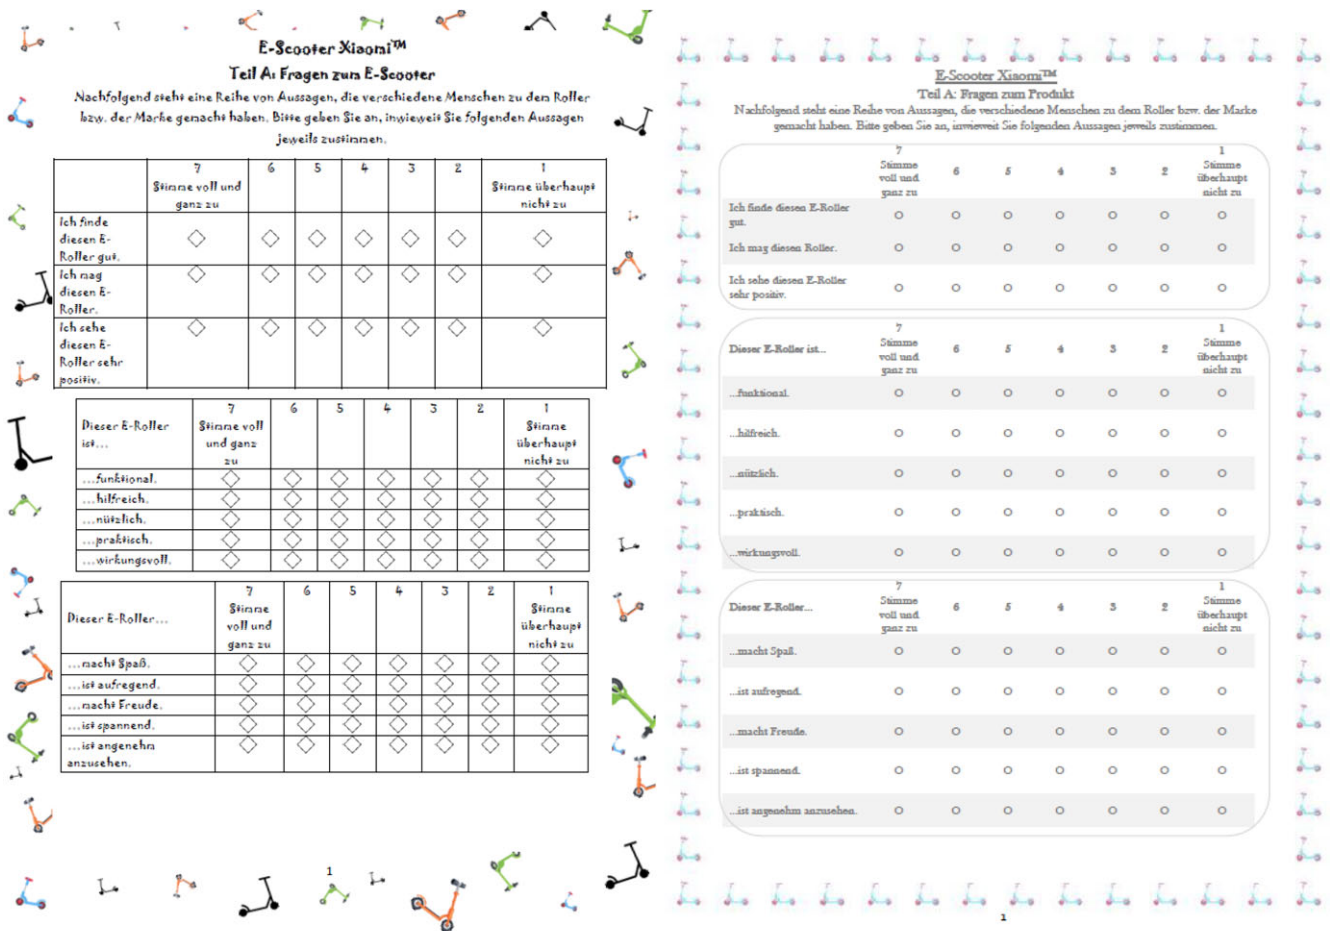 E-Scooter Xiaomi™
Teil A: Fragen zum E-Scooter
Nachfolgend steht eine Reihe von Aussagen, die verschiedene Menschen zu dem Roller
bzw. der Marke gemacht haben. Bitte geben Sie an, inwieweit Sie folgenden Aussagen
jeweils zustimmen.
7 6 5 4 3 2 1
Stimme voll und Stimme überhaupt
ganz zu nicht zu
Ich finde
diesen E-
Roller gut.
Ich mag
diesen E-
Roller.
Ich sehe
diesen E-
Roller sehr
positiv.
7 6 5 4 3 2 1
Dieser E-Roller Stimme voll Stimme
ist... und ganz überhaupt
zu nicht zu
...funktional.
...hilfreich.
...nützlich.
...praktisch.
...wirkungsvoll.
7 6 5 4 3 2 1
Stimme Stimme
Dieser E-Roller... voll und überhaupt
ganz zu nicht zu
...macht Spaß.
...ist aufregend.
...macht Freude.
...ist spannend.
...ist angenehm
anzusehen.
1
E-Scooter Xiaomi™
Teil A: Fragen zum Produkt
Nachfolgend steht eine Reihe von Aussagen, die verschiedene Menschen zu dem Roller bzw. der Marke
gemacht haben. Bitte geben Sie an, inwieweit Sie folgenden Aussagen jeweils zustimmen.
7 1
Stimme Stimme
voll und 6 5 4 3 2 überhaupt
ganz zu nicht zu
Ich finde diesen E-Roller
gut.
Ich mag diesen Roller.
Ich sehe diesen E-Roller
sehr positiv.
7 1
Stimme Stimme
Dieser E-Roller ist... voll und 6 5 4 3 2 überhaupt
ganz zu nicht zu
...funktional.
...hilfreich.
...nützlich.
...praktisch.
...wirkungsvoll.
7 1
Stimme Stimme
Dieser E-Roller... voll und 6 5 4 3 2 überhaupt
ganz zu nicht zu
...macht Spaß.
...ist aufregend.
...macht Freude.
...ist spannend.
...ist angenehm anzusehen.
1